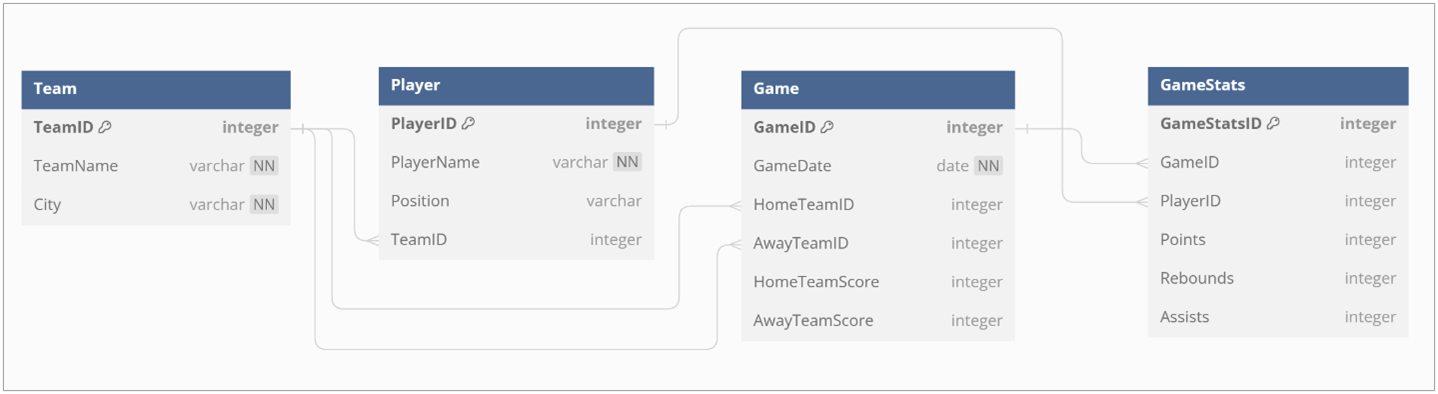 Team
TeamID integer
TeamName varchar NN
City varchar NN
Player
PlayerID integer
PlayerName varchar NN
Position varchar
TeamID integer
Game
GameID integer
GameDate date NN
HomeTeamID integer
AwayTeamID integer
HomeTeamScore integer
AwayTeamScore integer
GameStats
GameStatsID integer
GameID integer
PlayerID integer
Points integer
Rebounds integer
Assists integer